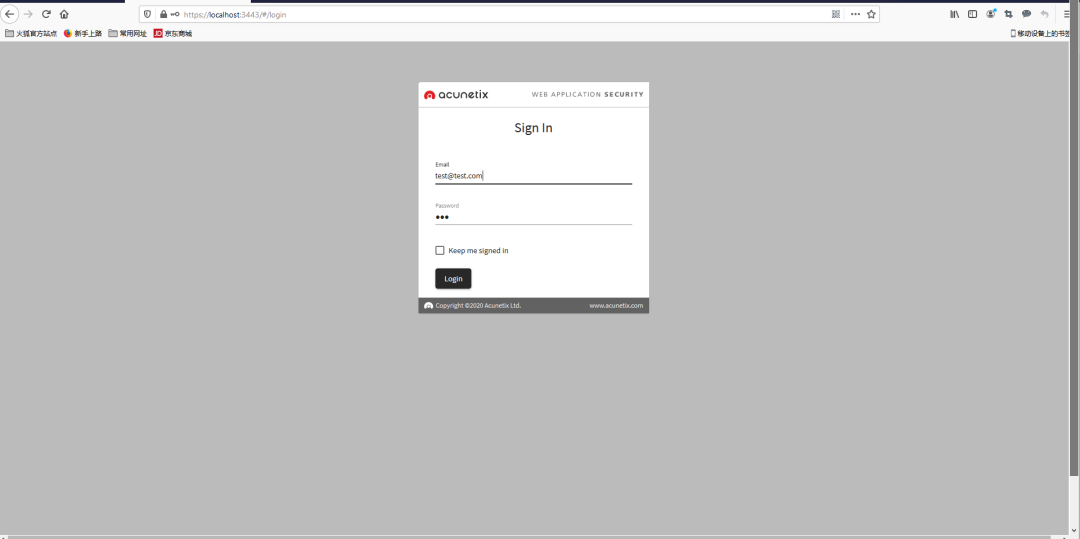 https://localhost:3443/#/login
火狐官方站点 新手上路 常用网址 JD 京东商城 移动设备上的书签
acunetix WEB APPLICATION SECURITY
Sign In
Email
test@test.com
Password
Keep me signed in
Login
Copyright ©2020 Acunetix Ltd. www.acunetix.com